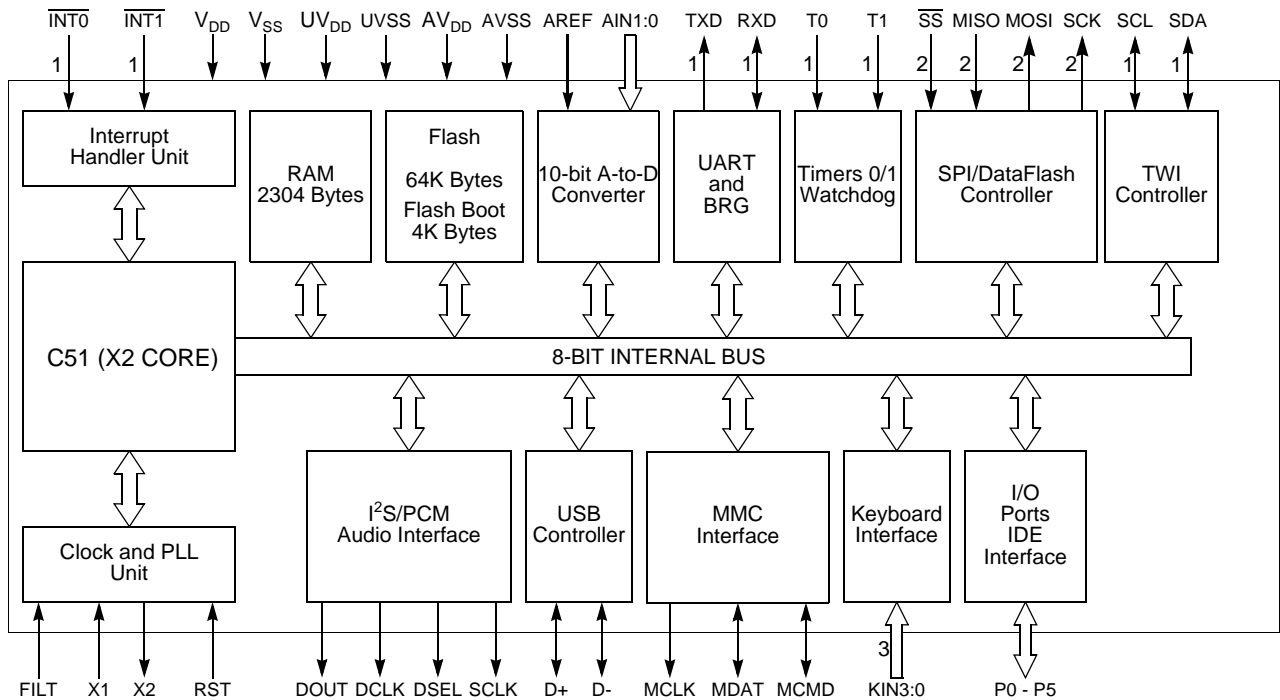 INT0 INT1 VDD VSS UVDD UVSS AVDD AVSS AREF AIN1:0 TXD RXD T0 T1 SS MISO MOSI SCK SCL SDA
1 1 1 1 1 1 2 2 2 2 1 1
Interrupt
Handler Unit
RAM
2304 Bytes
Flash
64K Bytes
Flash Boot
4K Bytes
10-bit A-to-D
Converter
UART
and
BRG
Timers 0/1
Watchdog
SPI/DataFlash
Controller
TWI
Controller
C51 (X2 CORE)
8-BIT INTERNAL BUS
Clock and PLL
Unit
I²S/PCM
Audio Interface
USB
Controller
MMC
Interface
Keyboard
Interface
I/O
Ports
IDE
Interface
3
FILT X1 X2 RST DOUT DCLK DSEL SCLK D+ D- MCLK MDAT MCMD KIN3:0 P0 - P5